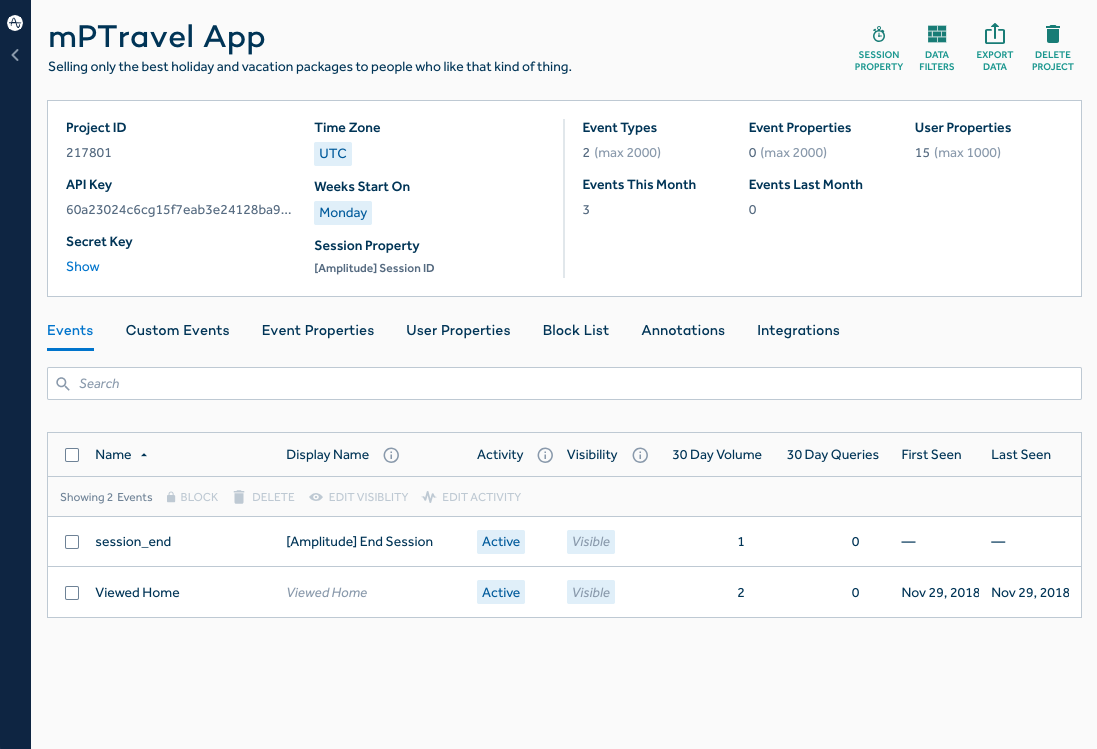 mPTravel App
Selling only the best holiday and vacation packages to people who like that kind of thing.
SESSION PROPERTY
DATA FILTERS
EXPORT DATA
DELETE PROJECT
Project ID
217801
API Key
60a23024c6cg15f7eab3e24128ba9...
Secret Key
Show
Time Zone
UTC
Weeks Start On
Monday
Session Property
[Amplitude] Session ID
Event Types
2 (max 2000)
Event Properties
0 (max 2000)
User Properties
15 (max 1000)
Events This Month
3
Events Last Month
0
Events Custom Events Event Properties User Properties Block List Annotations Integrations
Search
Name Display Name Activity Visibility 30 Day Volume 30 Day Queries First Seen Last Seen
Showing 2 Events BLOCK DELETE EDIT VISIBLITY EDIT ACTIVITY
session_end [Amplitude] End Session Active Visible 1 0 — —
Viewed Home Viewed Home Active Visible 2 0 Nov 29, 2018 Nov 29, 2018